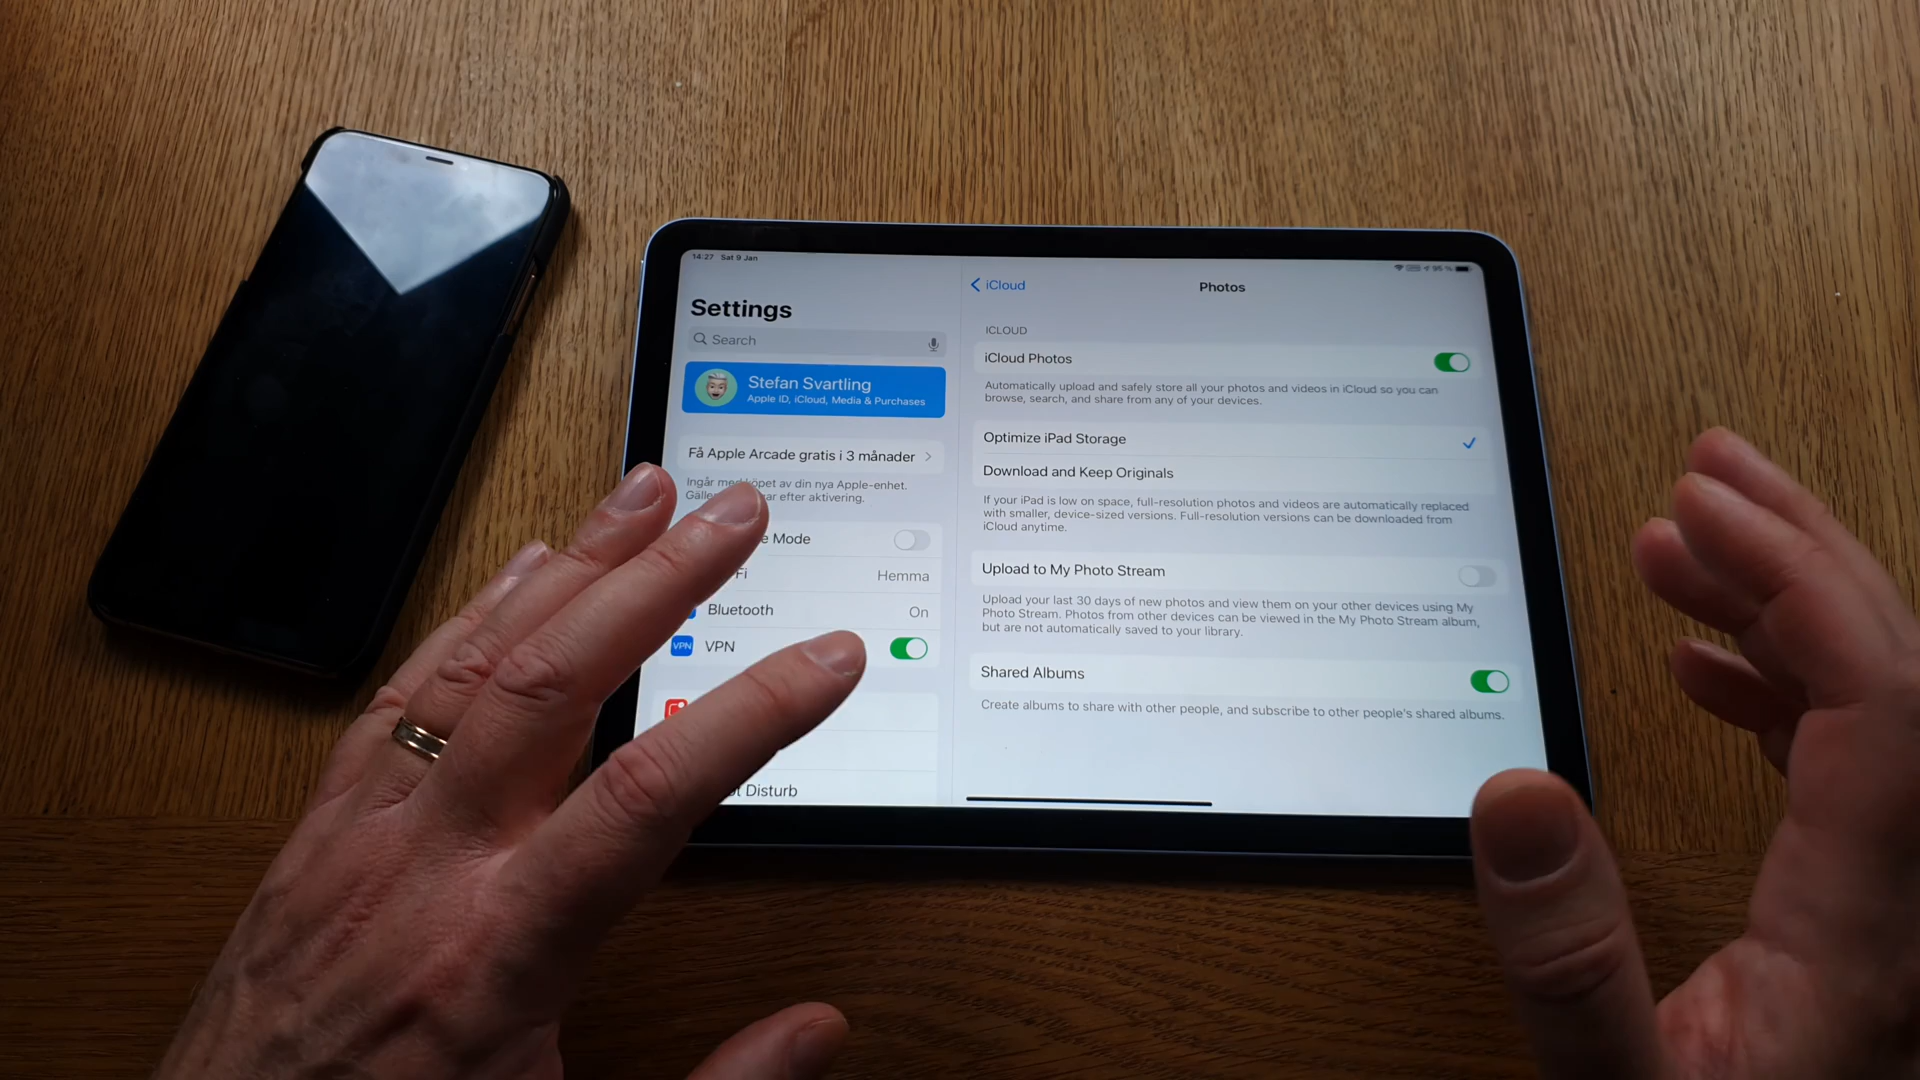 14:27 Sat 9 Jan
95 %
Settings
Search
Stefan Svartling
Apple ID, iCloud, Media & Purchases
Få Apple Arcade gratis i 3 månader
Ingår med köpet av din nya Apple-enhet.
efter aktivering.
Mode
Hemma
Bluetooth On
VPN VPN
Disturb
iCloud
Photos
ICLOUD
iCloud Photos
Automatically upload and safely store all your photos and videos in iCloud so you can
browse, search, and share from any of your devices.
Optimize iPad Storage
Download and Keep Originals
If your iPad is low on space, full-resolution photos and videos are automatically replaced
with smaller, device-sized versions. Full-resolution versions can be downloaded from
iCloud anytime.
Upload to My Photo Stream
Upload your last 30 days of new photos and view them on your other devices using My
Photo Stream. Photos from other devices can be viewed in the My Photo Stream album,
but are not automatically saved to your library.
Shared Albums
Create albums to share with other people, and subscribe to other people's shared albums.